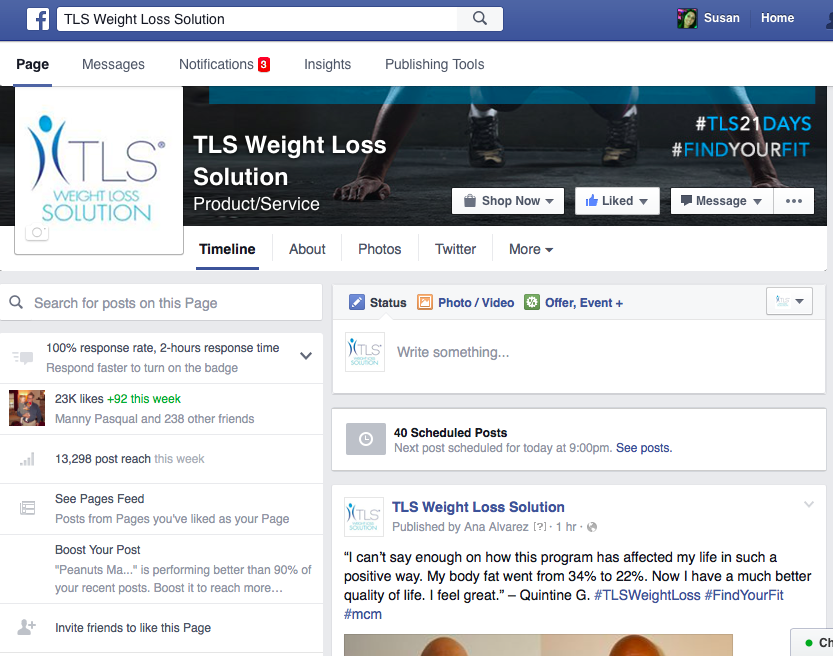 TLS Weight Loss Solution
Susan
Home
Page
Messages
Notifications 3
Insights
Publishing Tools
TLS®
WEIGHT LOSS
SOLUTION
TLS Weight Loss
Solution
Product/Service
#TLS21DAYS
#FINDYOURFIT
Shop Now
Liked
Message
Timeline
About
Photos
Twitter
More
Search for posts on this Page
100% response rate, 2-hours response time
Respond faster to turn on the badge
23K likes +92 this week
Manny Pasqual and 238 other friends
13,298 post reach this week
See Pages Feed
Posts from Pages you've liked as your Page
Boost Your Post
"Peanuts Ma..." is performing better than 90% of
your recent posts. Boost it to reach more…
Invite friends to like this Page
Status
Photo / Video
Offer, Event +
TLS
WEIGHT LOSS
SOLUTION
Write something...
40 Scheduled Posts
Next post scheduled for today at 9:00pm. See posts.
TLS
WEIGHT LOSS
SOLUTION
TLS Weight Loss Solution
Published by Ana Alvarez [?] · 1 hr ·
“I can’t say enough on how this program has affected my life in such a
positive way. My body fat went from 34% to 22%. Now I have a much better
quality of life. I feel great.” – Quintine G. #TLSWeightLoss #FindYourFit
#mcm
Ch